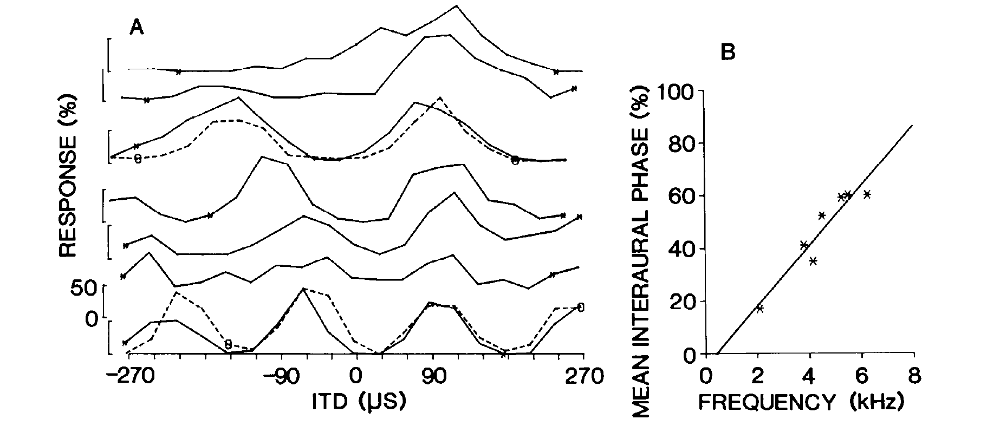 A
RESPONSE (%)
50
0
-270 -90 0 90 270
ITD (µS)
B
MEAN INTERAURAL PHASE (%)
100
80
60
40
20
0
0 2 4 6 8
FREQUENCY (kHz)